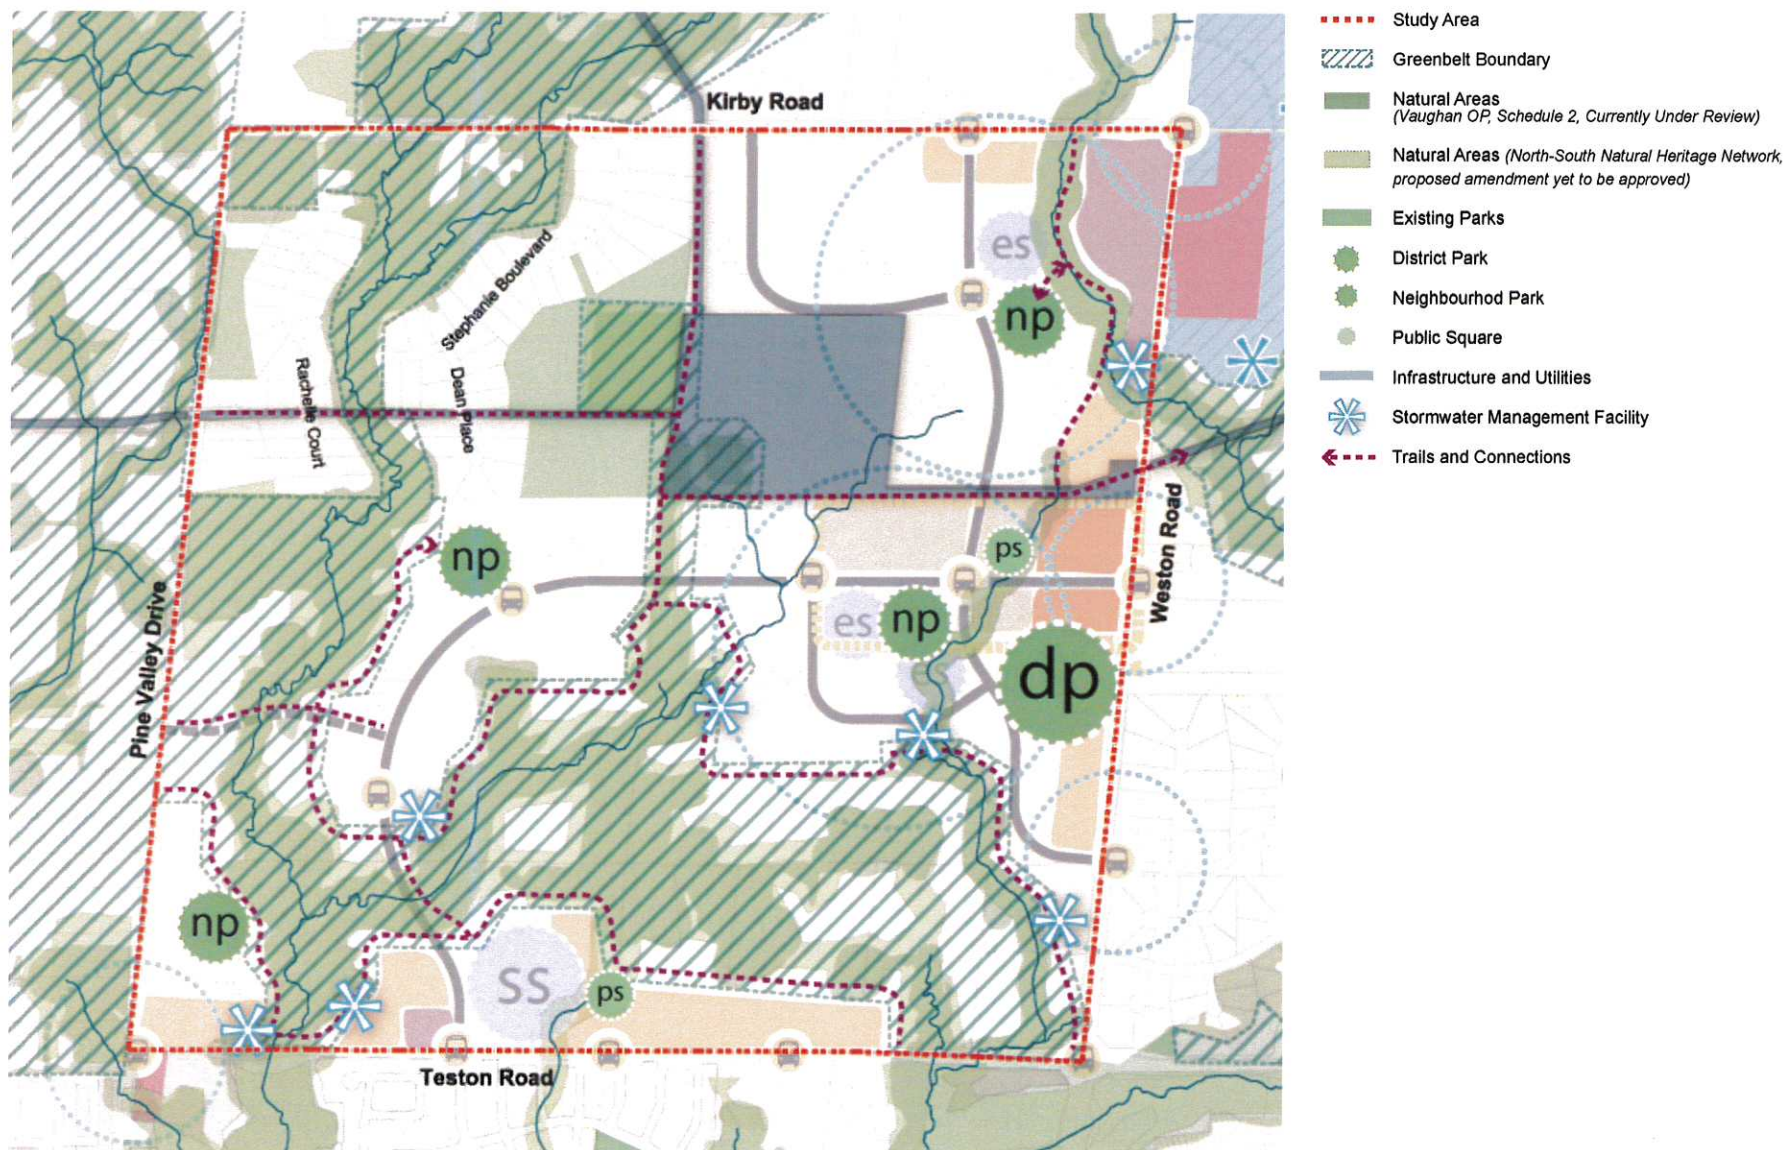 Kirby Road
es
np
Stephanie Boulevard
Rachelle Court
Dean Place
np
ps
es
np
es
dp
Weston Road
Pine Valley Drive
np
ss
ps
Teston Road
Study Area
Greenbelt Boundary
Natural Areas
(Vaughan OP, Schedule 2, Currently Under Review)
Natural Areas (North-South Natural Heritage Network,
proposed amendment yet to be approved)
Existing Parks
District Park
Neighbourhod Park
Public Square
Infrastructure and Utilities
Stormwater Management Facility
Trails and Connections